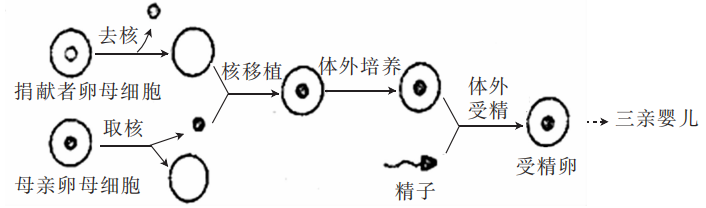 去核
捐献者卵母细胞
核移植
体外培养
体外
受精
三亲婴儿
取核
母亲卵母细胞
精子
受精卵